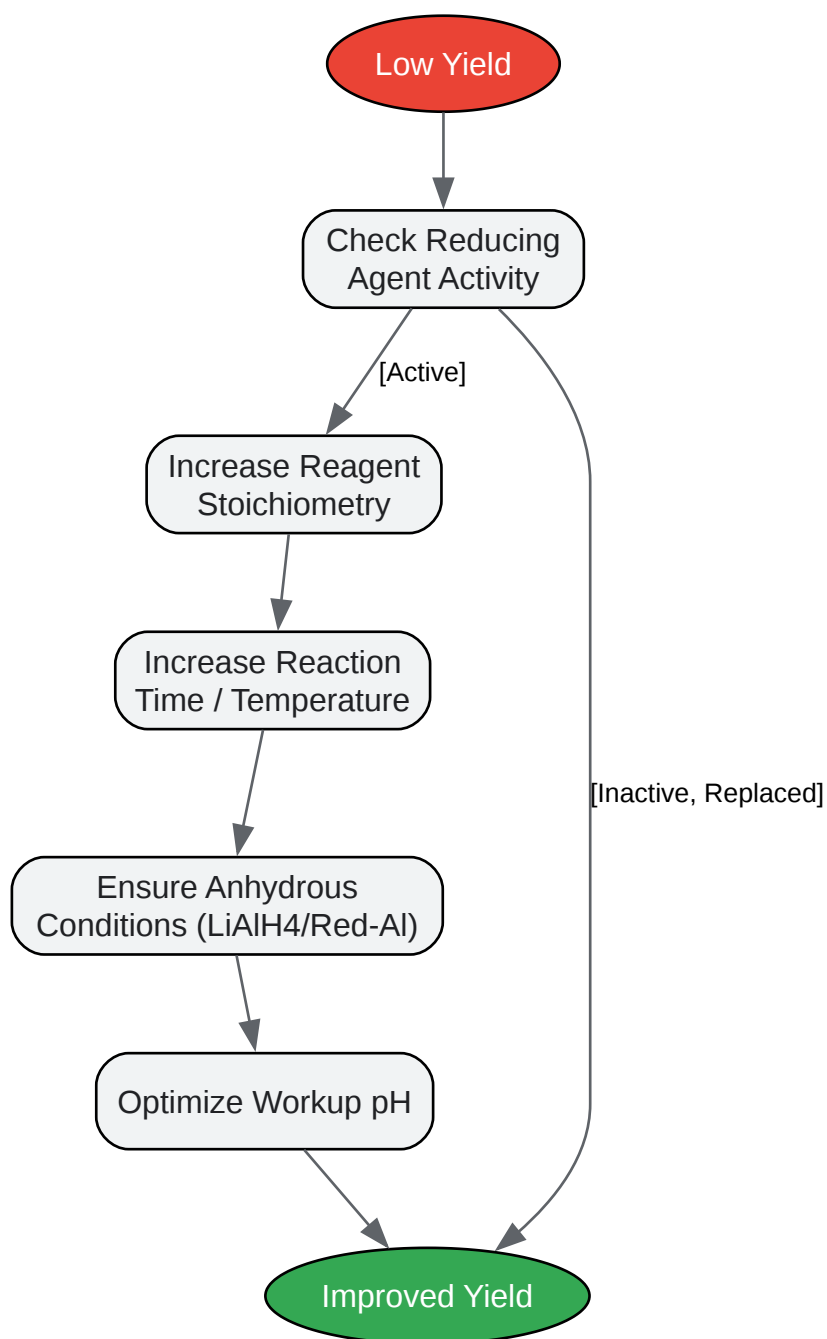 Low Yield
Check Reducing
Agent Activity
[Active]
Increase Reagent
Stoichiometry
Increase Reaction
Time / Temperature
[Inactive, Replaced]
Ensure Anhydrous
Conditions (LiAlH4/Red-Al)
Optimize Workup pH
Improved Yield